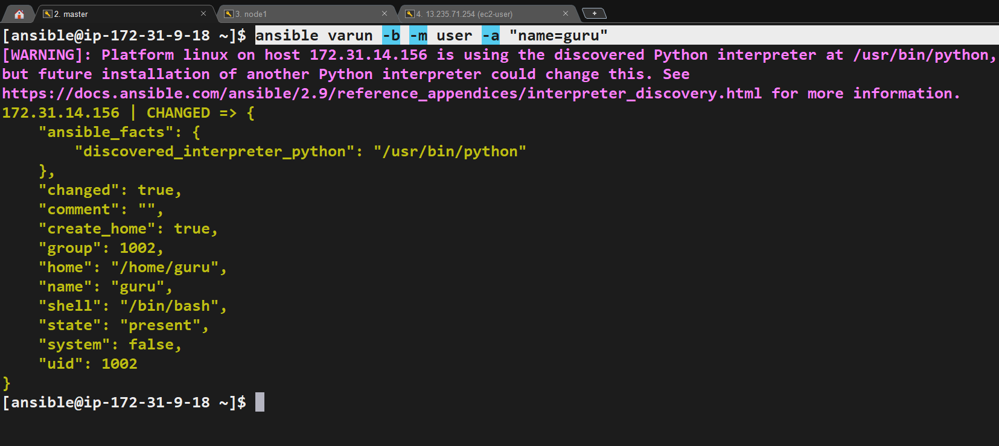 2. master
3. node1
4. 13.235.71.254 (ec2-user)
[ansible@ip-172-31-9-18 ~]$ ansible varun -b -m user -a "name=guru"
[WARNING]: Platform linux on host 172.31.14.156 is using the discovered Python interpreter at /usr/bin/python,
but future installation of another Python interpreter could change this. See
https://docs.ansible.com/ansible/2.9/reference_appendices/interpreter_discovery.html for more information.
172.31.14.156 | CHANGED => {
    "ansible_facts": {
        "discovered_interpreter_python": "/usr/bin/python"
    },
    "changed": true,
    "comment": "",
    "create_home": true,
    "group": 1002,
    "home": "/home/guru",
    "name": "guru",
    "shell": "/bin/bash",
    "state": "present",
    "system": false,
    "uid": 1002
}
[ansible@ip-172-31-9-18 ~]$